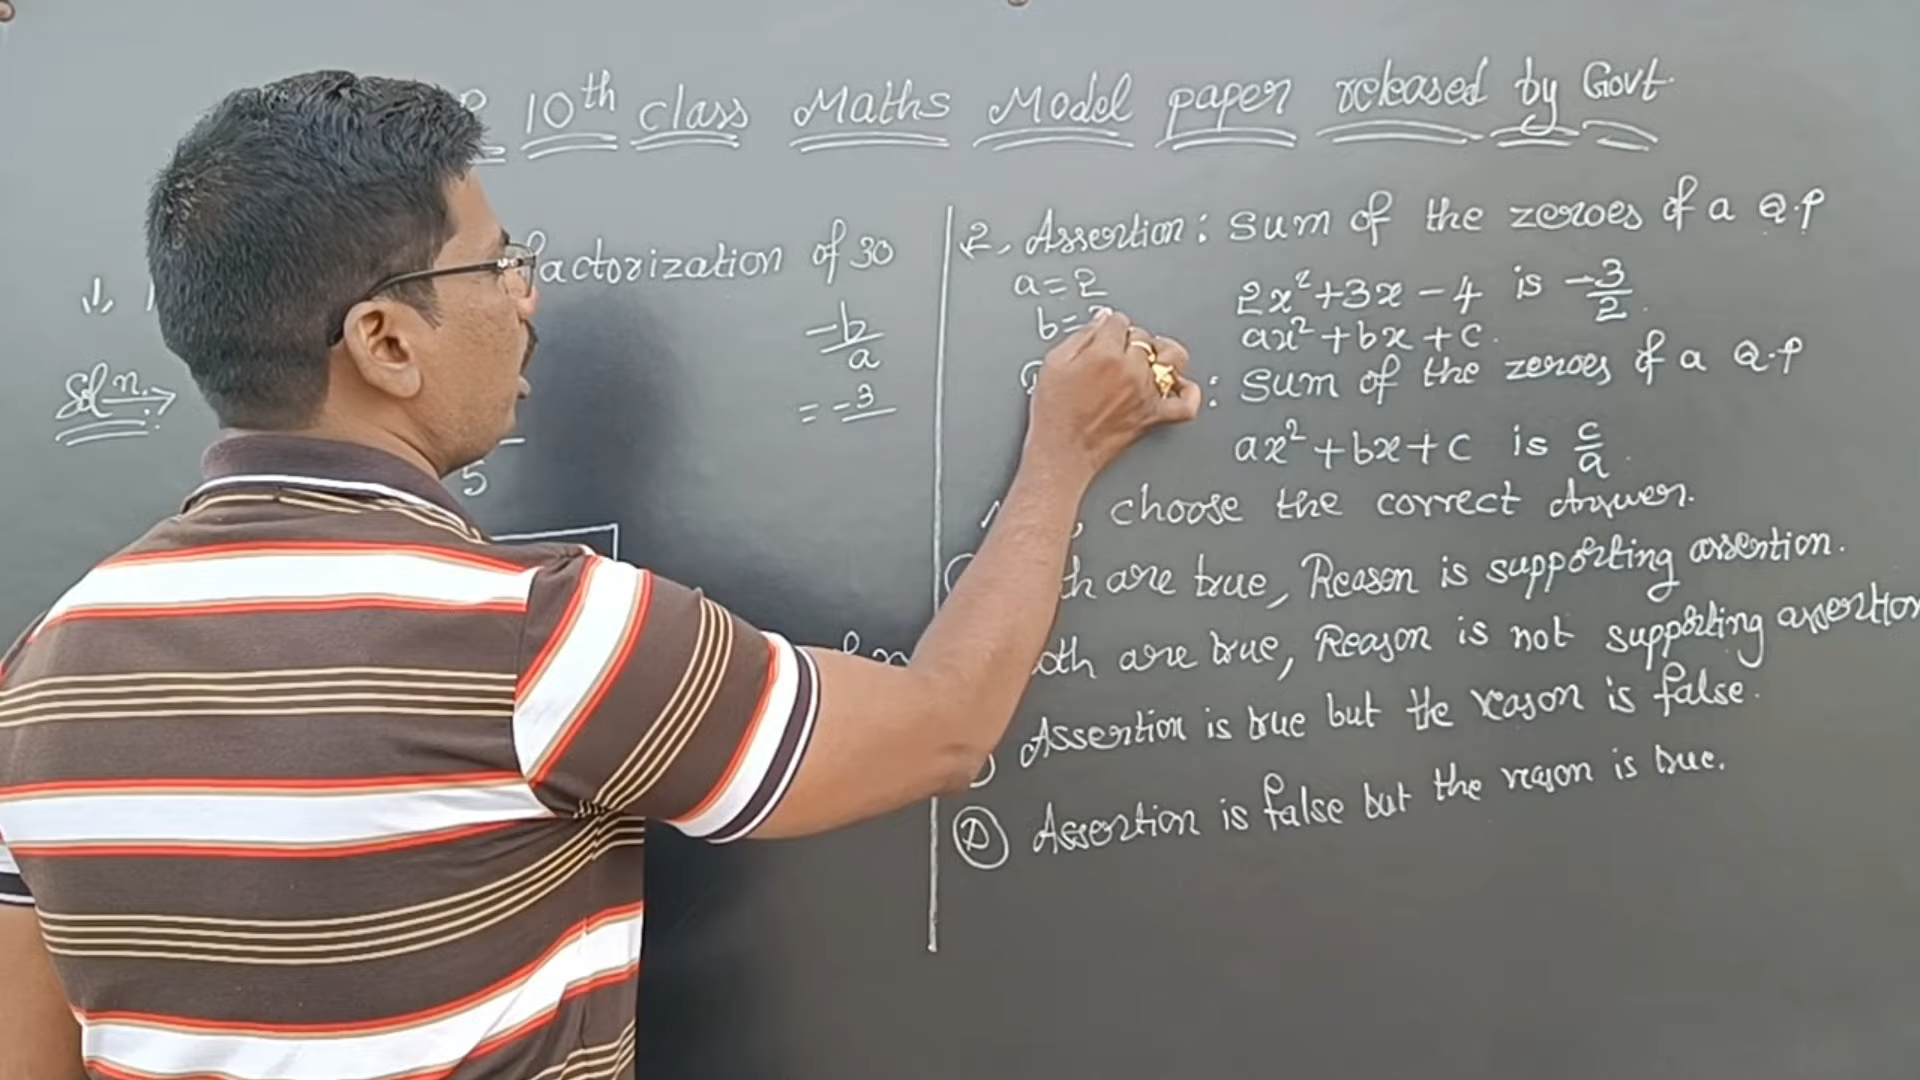 10th class Maths Model paper released by Govt.
factorization of 30
Soln. →
5
-b/a
= -3
2, Assertion: Sum of the zeroes of a Q.P
a=2
2x²+3x-4 is -3/2.
b=3
ax²+bx+c.
: Sum of the zeroes of a Q.P
ax²+bx+c is c/a.
, choose the correct Answer.
are true, Reason is supporting assertion.
are true, Reason is not supporting assertion
Assertion is true but the reason is false.
(D) Assertion is false but the reason is true.